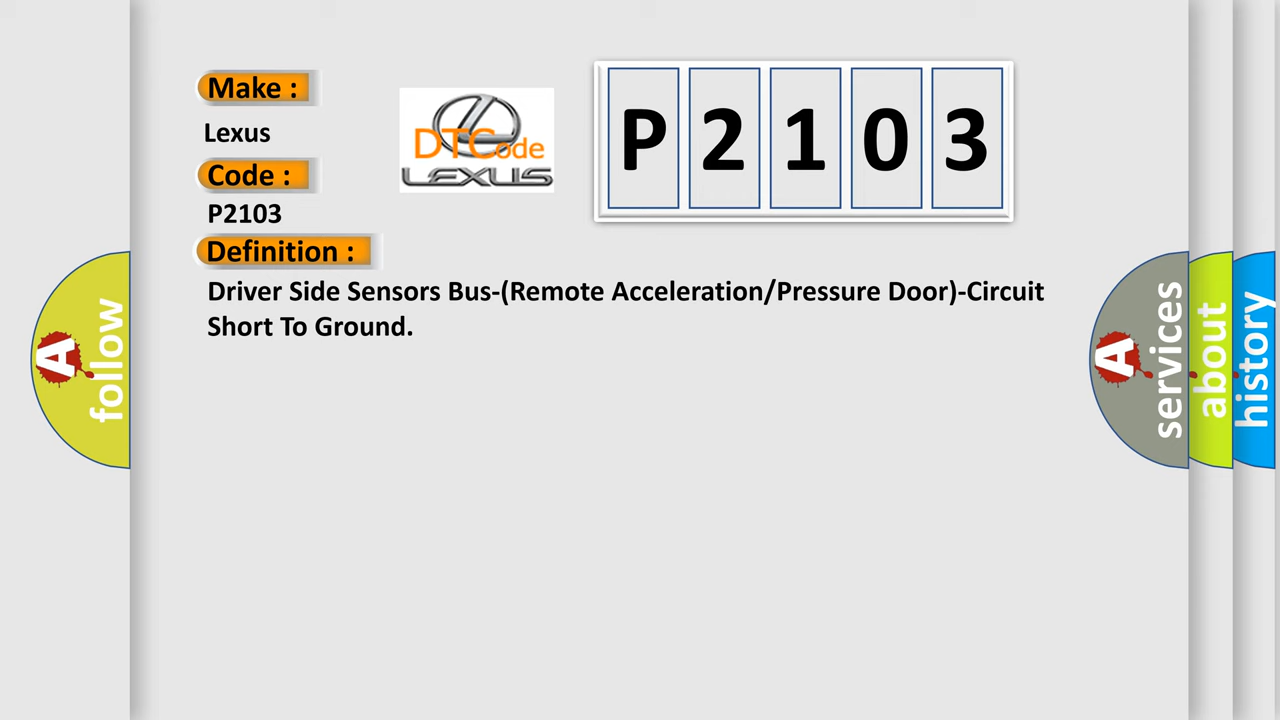 Make :
Lexus
Code :
P2103
Definition :
Driver Side Sensors Bus-(Remote Acceleration/Pressure Door)-Circuit
Short To Ground.
DTCode
LEXUS
P 2 1 0 3
A follow
A services
about
history